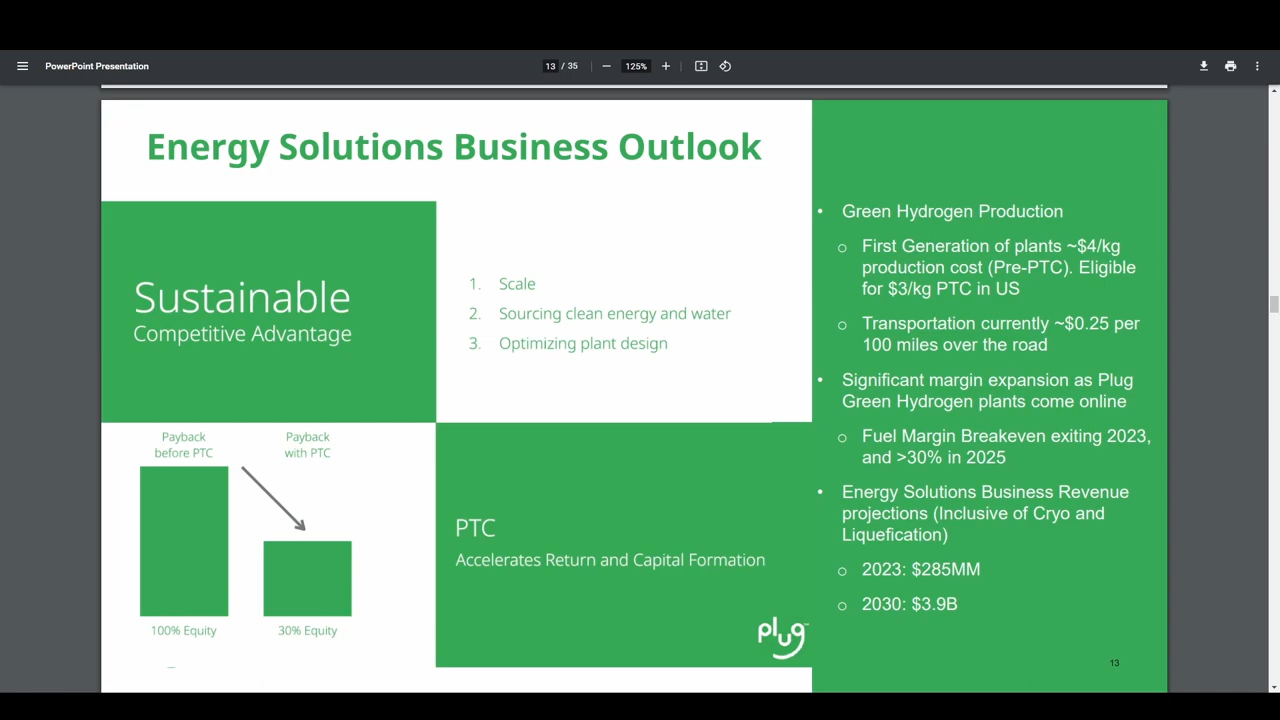 PowerPoint Presentation
13 / 35
125%
Energy Solutions Business Outlook
Sustainable
Competitive Advantage
1. Scale
2. Sourcing clean energy and water
3. Optimizing plant design
Payback
before PTC
Payback
with PTC
100% Equity
30% Equity
PTC
Accelerates Return and Capital Formation
plug
• Green Hydrogen Production
o First Generation of plants ~$4/kg
production cost (Pre-PTC). Eligible
for $3/kg PTC in US
o Transportation currently ~$0.25 per
100 miles over the road
• Significant margin expansion as Plug
Green Hydrogen plants come online
o Fuel Margin Breakeven exiting 2023,
and >30% in 2025
• Energy Solutions Business Revenue
projections (Inclusive of Cryo and
Liquefication)
o 2023: $285MM
o 2030: $3.9B
13